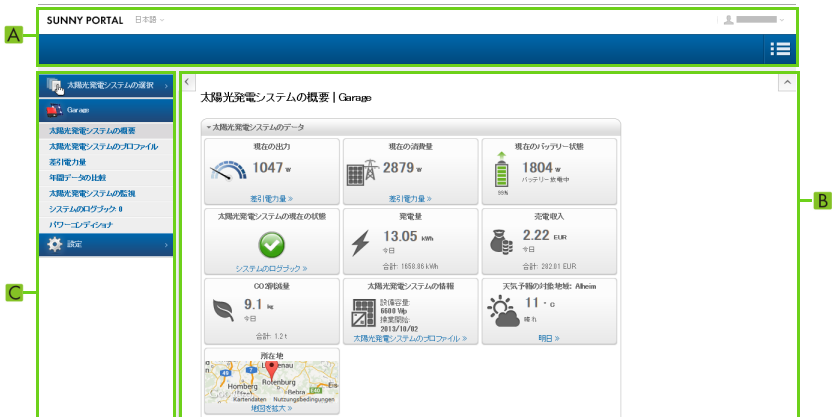 A
SUNNY PORTAL 日本語
太陽光発電システムの選択
Garage
太陽光発電システムの概要
太陽光発電システムのプロファイル
差引電力量
年間データの比較
太陽光発電システムの監視
システムのログブック: 0
パワーコンディショナ
設定
C
太陽光発電システムの概要 | Garage
太陽光発電システムのデータ
現在の出力
1047 w
差引電力量 »
現在の消費量
2879 w
差引電力量 »
現在のバッテリー状態
1804 w
バッテリー放電中
太陽光発電システムの現在の状態
システムのログブック »
発電量
13.05 kWh
今日
合計: 1658.96 kWh
売電収入
2.22 EUR
今日
合計: 282.01 EUR
CO2削減量
9.1 kg
今日
合計: 1.2 t
太陽光発電システムの情報
設備容量:
6600 Wp
操業開始:
2013/10/02
太陽光発電システムのプロファイル »
天気予報の対象地域: Alheim
11 ° C
晴れ
明日 »
所在地
Homberg
Rotenburg
Bebra
Eis
Kartendaten Nutzungsbedingungen
地図を拡大 »
B